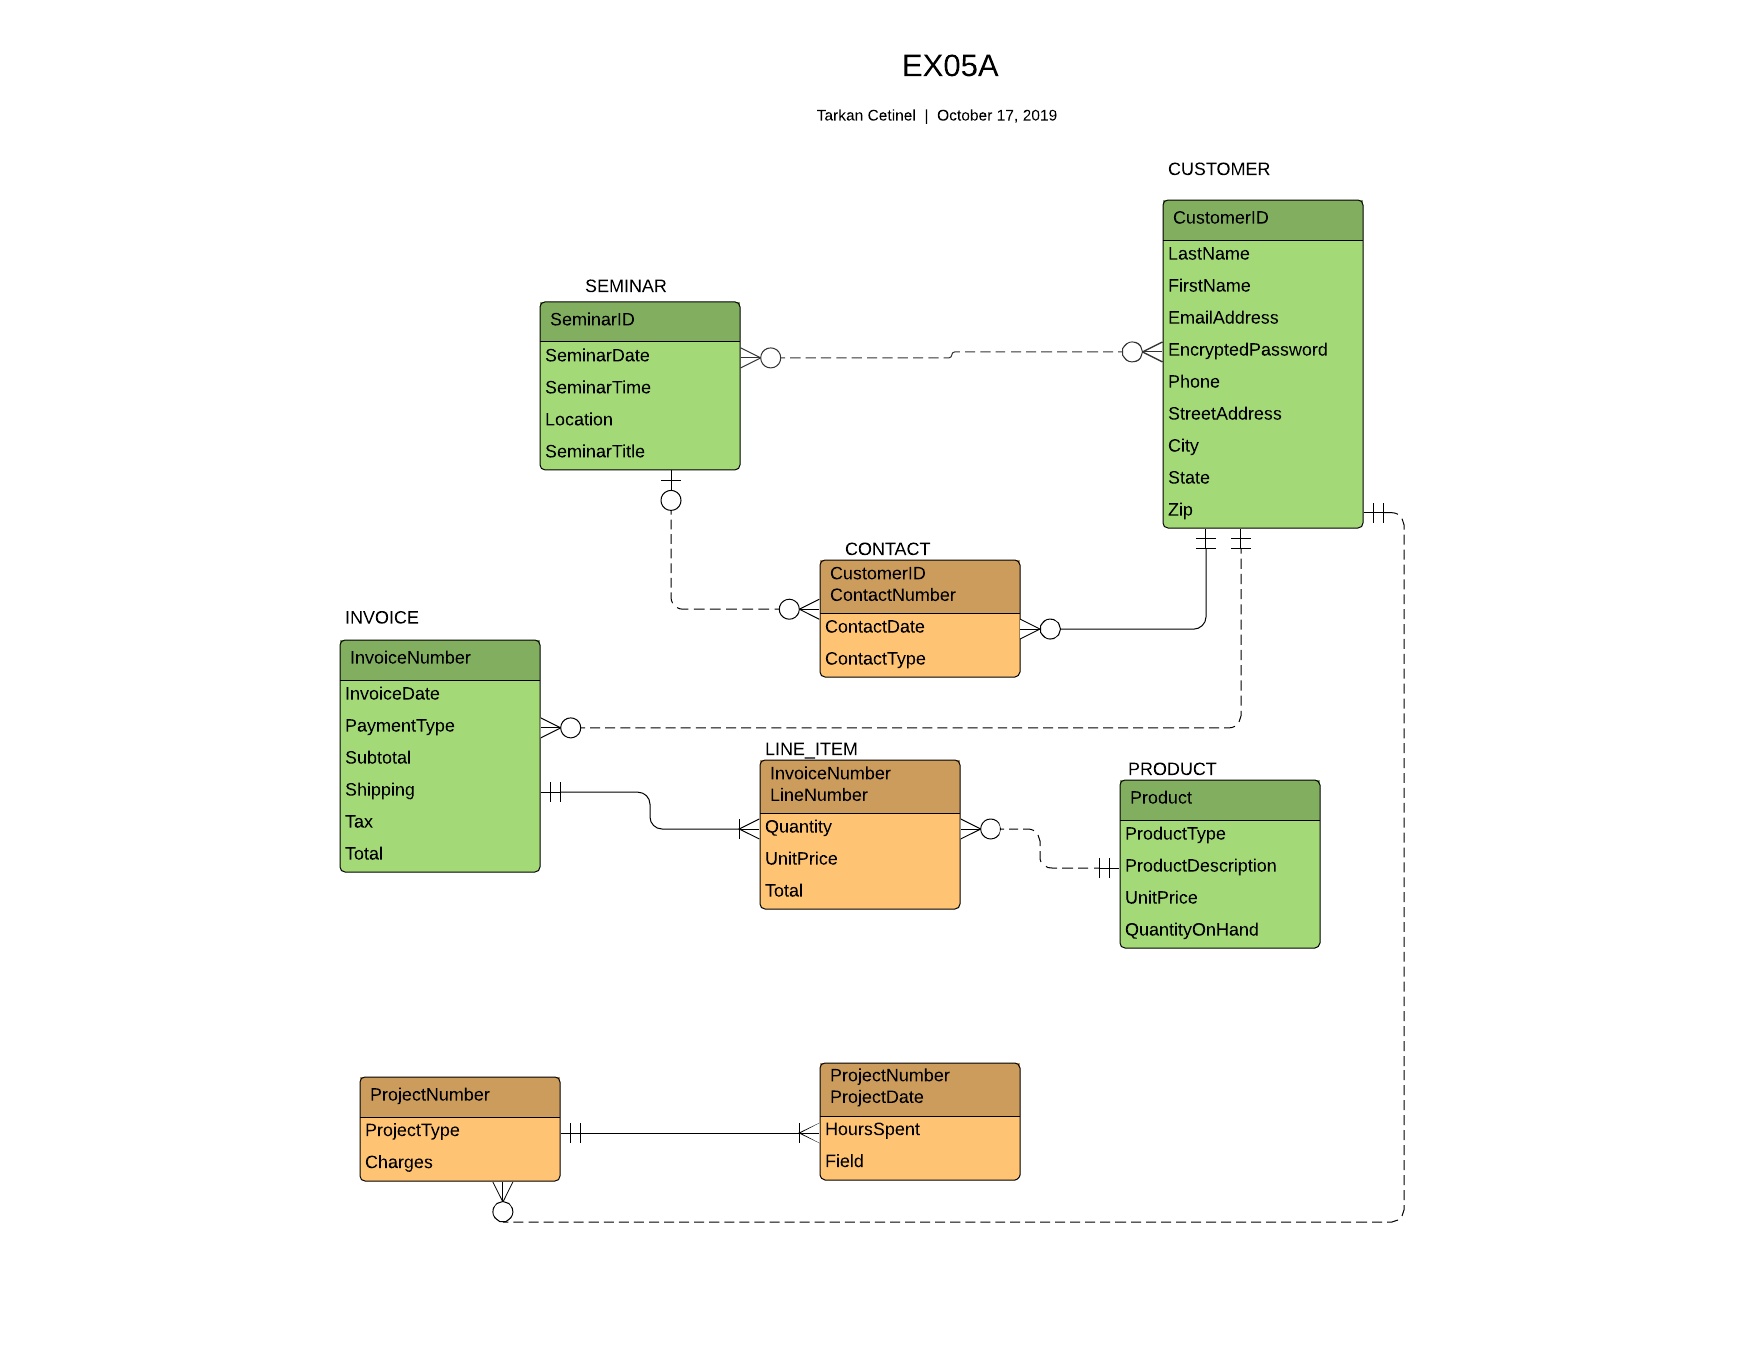 EX05A
Tarkan Cetinel | October 17, 2019
CUSTOMER
CustomerID
LastName
FirstName
EmailAddress
EncryptedPassword
Phone
StreetAddress
City
State
Zip
SEMINAR
SeminarID
SeminarDate
SeminarTime
Location
SeminarTitle
CONTACT
CustomerID
ContactNumber
ContactDate
ContactType
INVOICE
InvoiceNumber
InvoiceDate
PaymentType
Subtotal
Shipping
Tax
Total
LINE_ITEM
InvoiceNumber
LineNumber
Quantity
UnitPrice
Total
PRODUCT
Product
ProductType
ProductDescription
UnitPrice
QuantityOnHand
ProjectNumber
ProjectType
Charges
ProjectNumber
ProjectDate
HoursSpent
Field